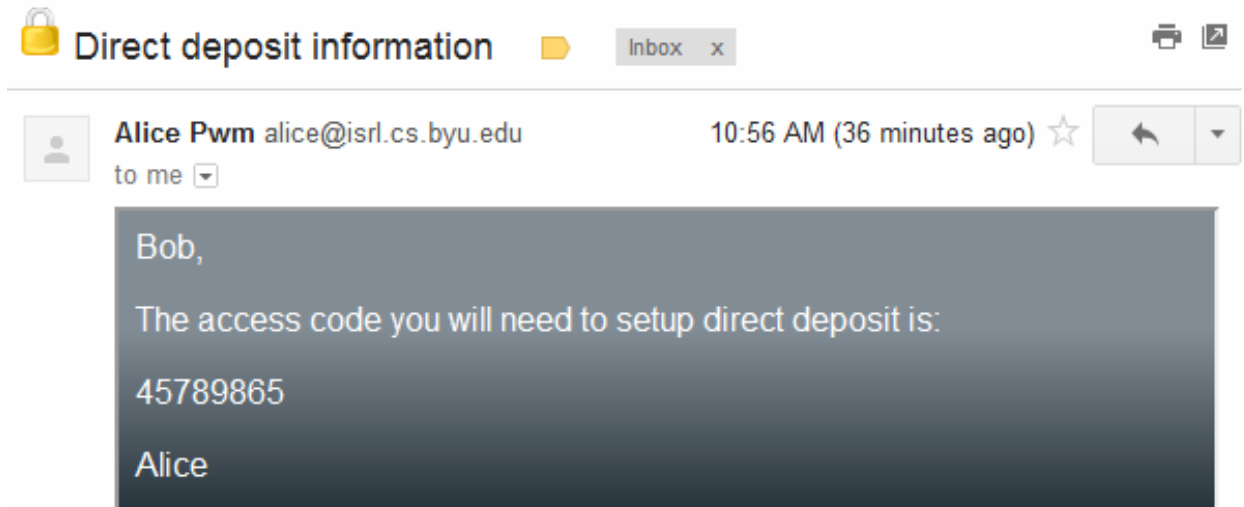 Direct deposit information Inbox x
Alice Pwm alice@isrl.cs.byu.edu 10:56 AM (36 minutes ago)
to me
Bob,
The access code you will need to setup direct deposit is:
45789865
Alice